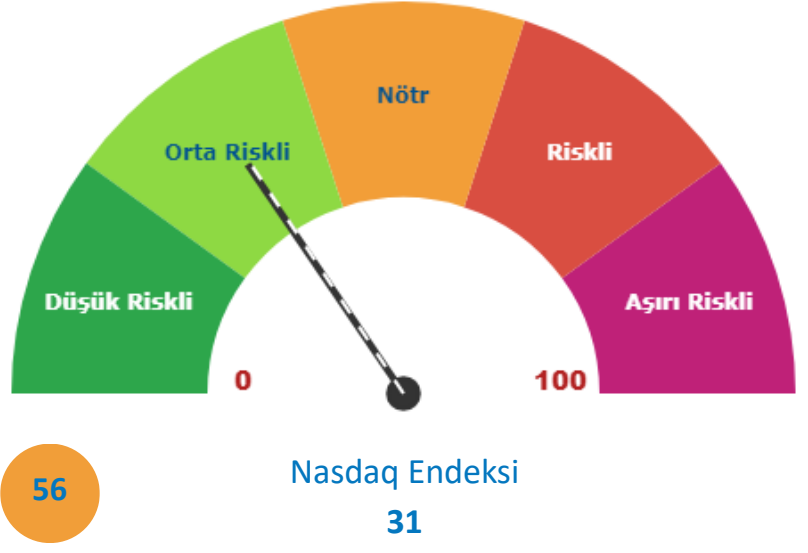 Nötr
Orta Riskli
Riskli
Düşük Riskli
Aşırı Riskli
0
100
56
Nasdaq Endeksi
31